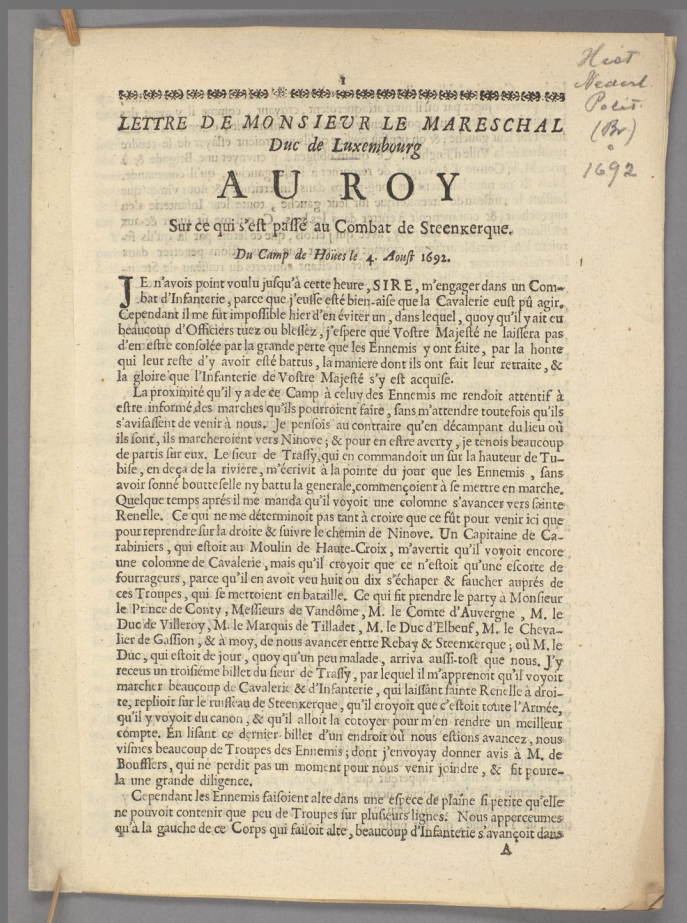 1
LETTRE DE MONSIEVR LE MARESCHAL
Duc de Luxembourg
AU ROY
Sur ce qui s'est passé au Combat de Steenkerque.
Du Camp de Hoües le 4. Aoust 1692.
JE n'avois point voulu jusqu'à cette heure, SIRE, m'engager dans un Com-
bat d'Infanterie, parce que j'eusse esté bien-aise que la Cavalerie eust pû agir.
Cependant il me fut impossible hier d'en éviter un, dans lequel, quoy qu'il y ait eu
beaucoup d'Officiers tuez ou blessez, j'espere que Vostre Majesté ne laissera pas
d'en estre consolée par la grande perte que les Ennemis y ont faite, par la honte
qui leur reste d'y avoir esté battus, la maniere dont ils ont fait leur retraite, &
la gloire que l'Infanterie de Vostre Majesté s'y est acquise.
La proximité qu'il y a de ce Camp à celuy des Ennemis me rendoit attentif à
estre informé des marches qu'ils pourroient faire, sans m'attendre toutefois qu'ils
s'avisassent de venir à nous. Je pensois au contraire qu'en décampant du lieu où
ils sont, ils marcheroient vers Ninove; & pour en estre averty, je tenois beaucoup
de partis sur eux. Le sieur de Trassy, qui en commandoit un sur la hauteur de Tu-
bise, en deça de la riviere, m'écrivit à la pointe du jour que les Ennemis, sans
avoir sonné boutteselle ny battu la generale, commençoient à se mettre en marche.
Quelque temps aprés il me manda qu'il voyoit une colomne s'avancer vers sainte
Renelle. Ce qui ne me déterminoit pas tant à croire que ce fût pour venir ici que
pour reprendre sur la droite & suivre le chemin de Ninove. Un Capitaine de Ca-
rabiniers, qui estoit au Moulin de Haute-Croix, m'avertit qu'il voyoit encore
une colomne de Cavalerie, mais qu'il croyoit que ce n'estoit qu'une escorte de
fourrageurs, parce qu'il en avoit veu huit ou dix s'échaper & faucher auprés de
ces Troupes, qui se mettoient en bataille. Ce qui fit prendre le party à Monsieur
le Prince de Conty, Messieurs de Vandôme, M. le Comte d'Auvergne, M. le
Duc de Villeroy, M. le Marquis de Tilladet, M. le Duc d'Elbeuf, M. le Cheva-
lier de Gassion, & à moy, de nous avancer entre Rebay & Steenkerque; où M. le
Duc, qui estoit de jour, quoy qu'un peu malade, arriva aussi-tost que nous. J'y
receus un troisiéme billet du sieur de Trassy, par lequel il m'apprenoit qu'il voyoit
marcher beaucoup de Cavalerie & d'Infanterie, qui laissant sainte Renelle à droi-
te, replioit sur le ruisseau de Steenkerque, qu'il croyoit que c'estoit toute l'Armée,
qu'il y voyoit du canon, & qu'il alloit la cotoyer pour m'en rendre un meilleur
compte. En lisant ce dernier billet d'un endroit où nous estions avancez, nous
vismes beaucoup de Troupes des Ennemis; dont j'envoyay donner avis à M. de
Boufflers, qui ne perdit pas un moment pour nous venir joindre, & fit pour ce-
la une grande diligence.
Cependant les Ennemis faisoient alte dans une espece de plaine si petite qu'elle
ne pouvoit contenir que peu de Troupes sur plusieurs lignes. Nous apperceumes
qu'à la gauche de ce Corps qui faisoit alte, beaucoup d'Infanterie s'avançoit dans
A
Hist
Nederl
Polit
(Br)
1692